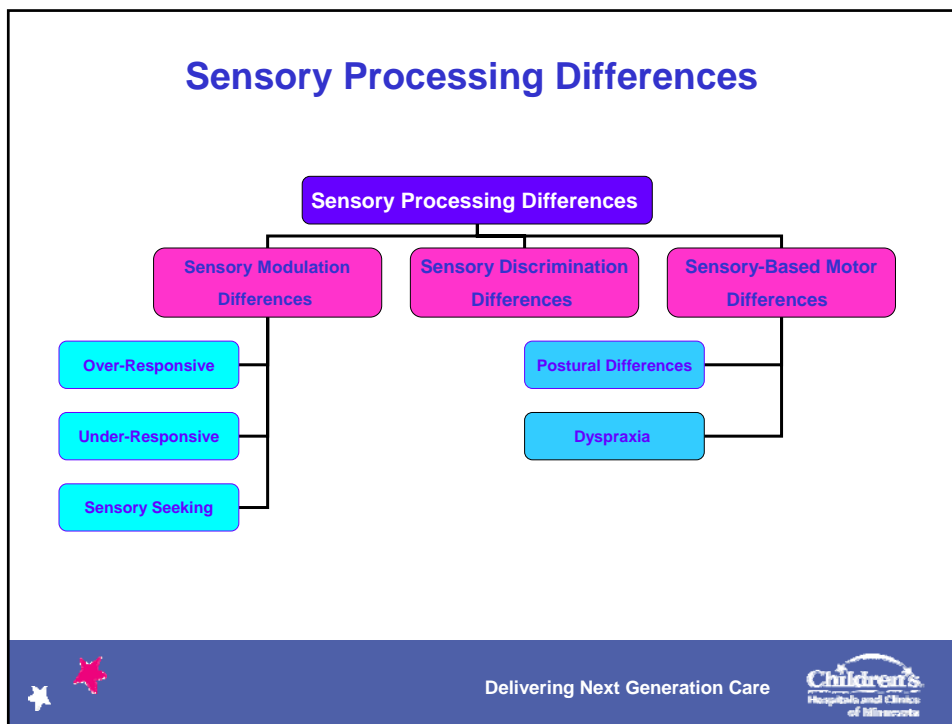 Sensory Processing Differences
Sensory Processing Differences
Sensory Modulation
Differences
Sensory Discrimination
Differences
Sensory-Based Motor
Differences
Over-Responsive
Under-Responsive
Sensory Seeking
Postural Differences
Dyspraxia
Delivering Next Generation Care
Children's
Hospitals and Clinics
of Minnesota